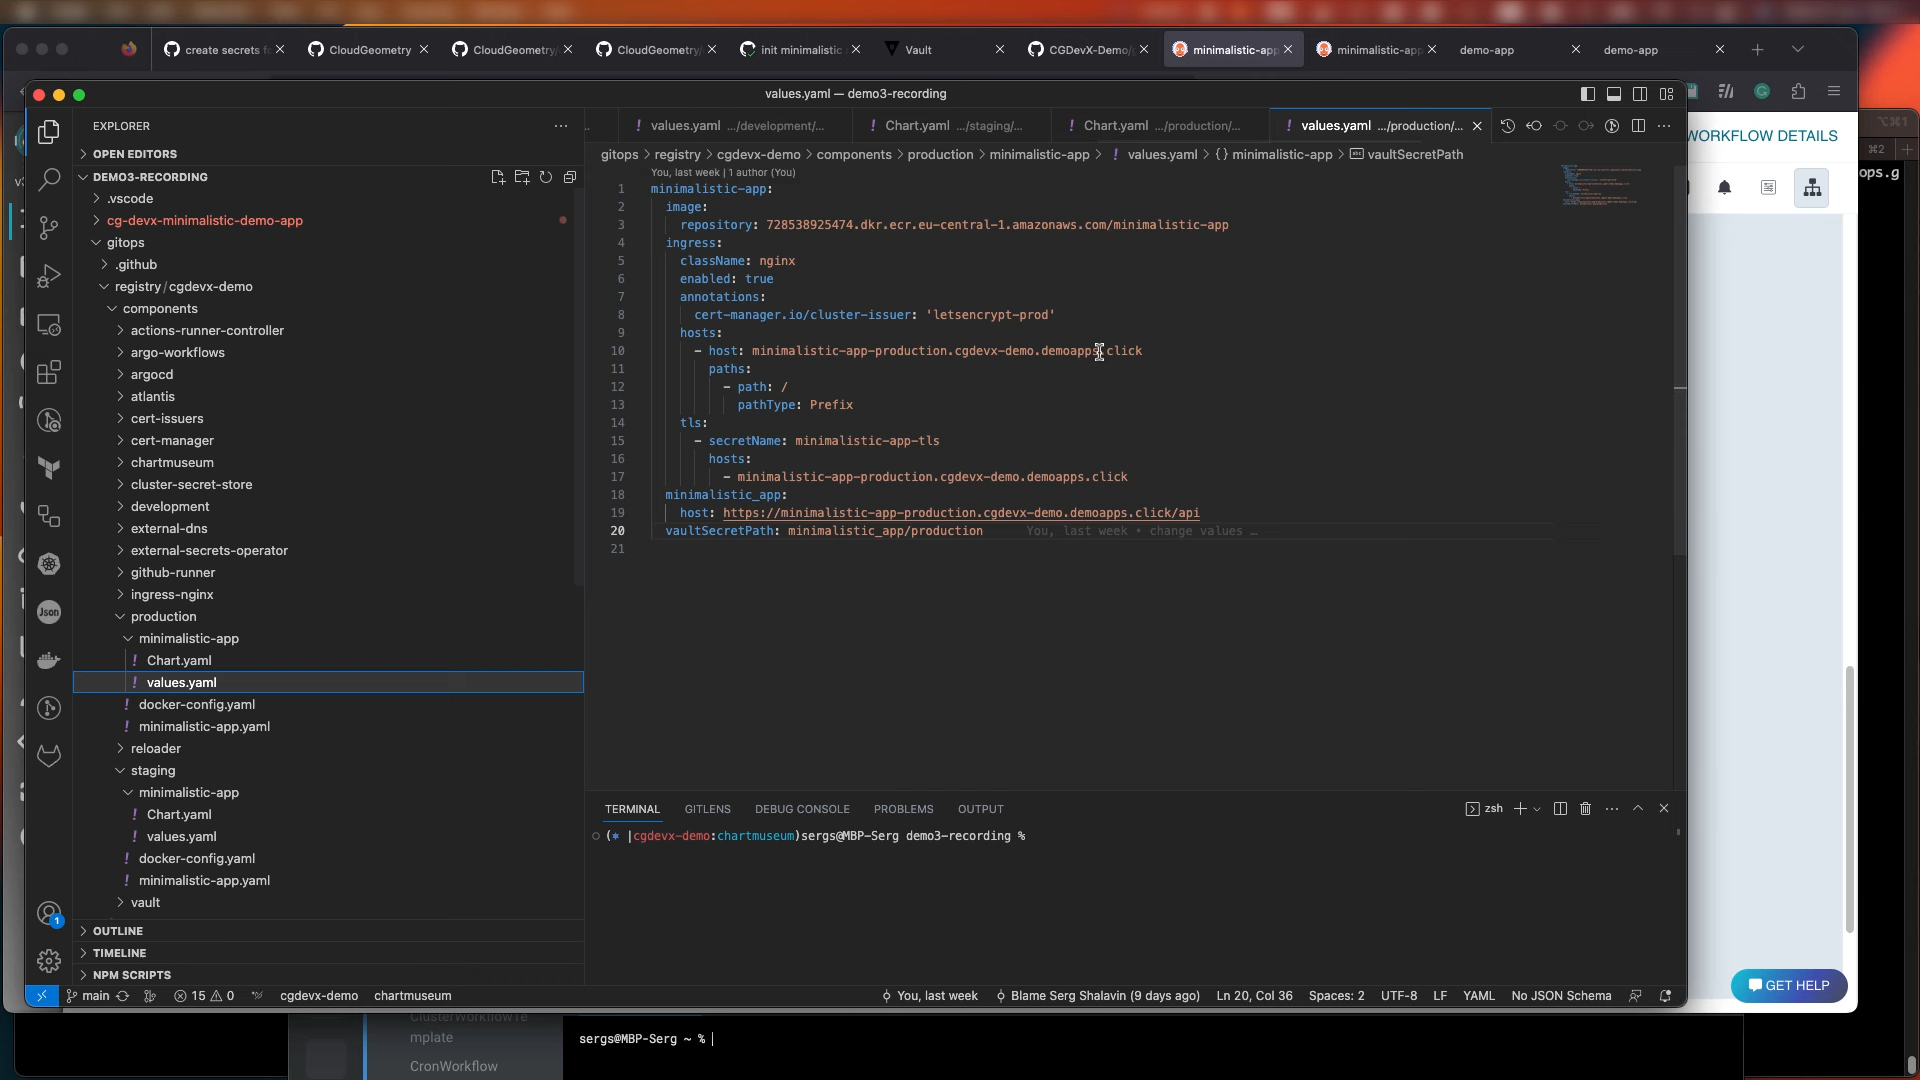 create secrets f
CloudGeometry
CloudGeometry/
CloudGeometry/
init minimalistic
Vault
CGDevX-Demo/
minimalistic-app
minimalistic-app
demo-app
demo-app
values.yaml — demo3-recording
EXPLORER
OPEN EDITORS
DEMO3-RECORDING
.vscode
cg-devx-minimalistic-demo-app
gitops
.github
registry/cgdevx-demo
components
actions-runner-controller
argo-workflows
argocd
atlantis
cert-issuers
cert-manager
chartmuseum
cluster-secret-store
development
external-dns
external-secrets-operator
github-runner
ingress-nginx
production
minimalistic-app
! Chart.yaml
! values.yaml
! docker-config.yaml
! minimalistic-app.yaml
reloader
staging
minimalistic-app
! Chart.yaml
! values.yaml
! docker-config.yaml
! minimalistic-app.yaml
vault
OUTLINE
TIMELINE
NPM SCRIPTS
! values.yaml .../development/...
! Chart.yaml .../staging/...
! Chart.yaml .../production/...
! values.yaml .../production/...
gitops > registry > cgdevx-demo > components > production > minimalistic-app > ! values.yaml > {} minimalistic-app > vaultSecretPath
You, last week | 1 author (You)
1 minimalistic-app:
2 image:
3 repository: 728538925474.dkr.ecr.eu-central-1.amazonaws.com/minimalistic-app
4 ingress:
5 className: nginx
6 enabled: true
7 annotations:
8 cert-manager.io/cluster-issuer: 'letsencrypt-prod'
9 hosts:
10 - host: minimalistic-app-production.cgdevx-demo.demoapps.click
11 paths:
12 - path: /
13 pathType: Prefix
14 tls:
15 - secretName: minimalistic-app-tls
16 hosts:
17 - minimalistic-app-production.cgdevx-demo.demoapps.click
18 minimalistic_app:
19 host: https://minimalistic-app-production.cgdevx-demo.demoapps.click/api
20 vaultSecretPath: minimalistic_app/production You, last week • change values …
21
TERMINAL GITLENS DEBUG CONSOLE PROBLEMS OUTPUT
zsh
(* |cgdevx-demo:chartmuseum)sergs@MBP-Serg demo3-recording %
Json
1
main
15 0
cgdevx-demo
chartmuseum
You, last week
Blame Serg Shalavin (9 days ago)
Ln 20, Col 36
Spaces: 2
UTF-8
LF
YAML
No JSON Schema
WORKFLOW DETAILS
⌥⌘1
⌘2
ops.g
GET HELP
ClusterWorkflowTe
mplate
CronWorkflow
sergs@MBP-Serg ~ %